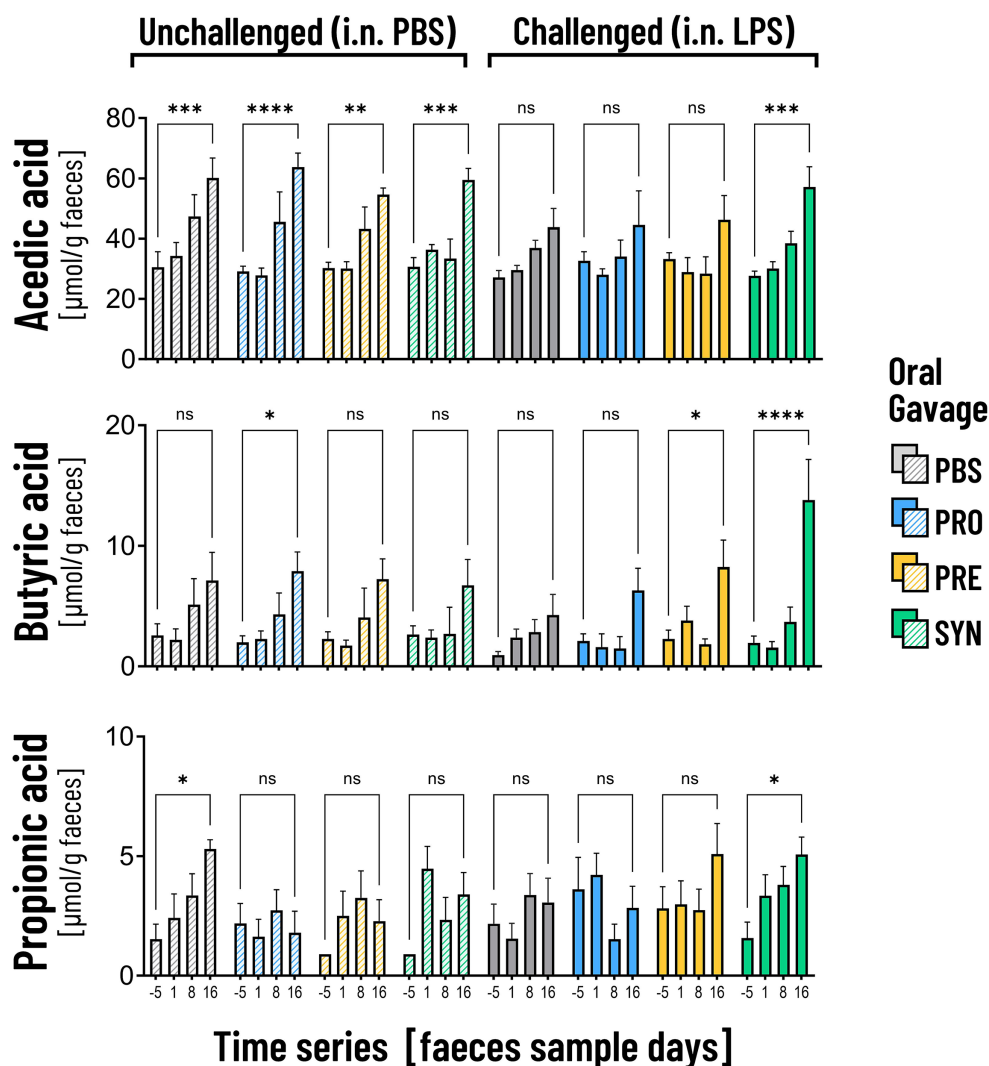 Unchallenged (i.n. PBS) Challenged (i.n. LPS)
Acedic acid
[µmol/g faeces]
80
60
40
20
0
*** **** ** *** ns ns ns ***
Butyric acid
[µmol/g faeces]
20
10
0
ns * ns ns ns ns * ****
Propionic acid
[µmol/g faeces]
10
5
0
* ns ns ns ns ns ns *
-5 1 8 16 -5 1 8 16 -5 1 8 16 -5 1 8 16 -5 1 8 16 -5 1 8 16 -5 1 8 16 -5 1 8 16
Time series [faeces sample days]
Oral
Gavage
PBS
PRO
PRE
SYN